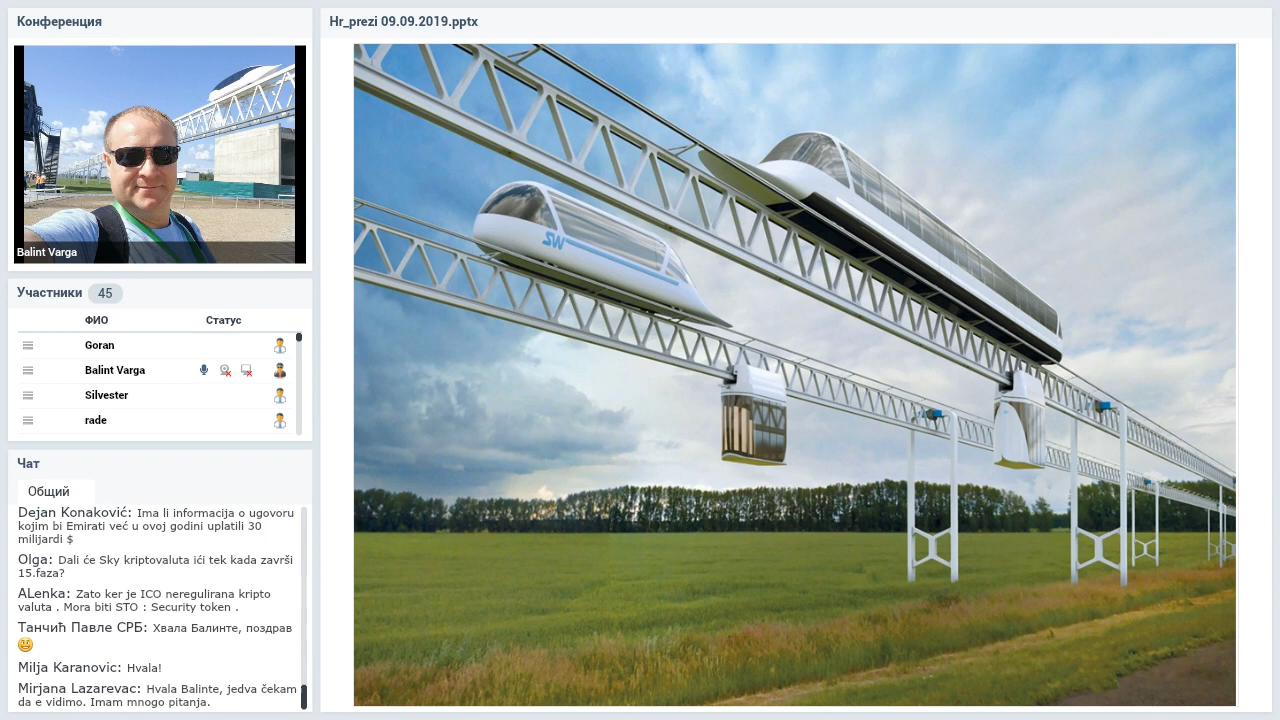 Конференция
Balint Varga
Участники 45
ФИО Статус
Goran
Balint Varga
Silvester
rade
Чат
Общий
Dejan Konaković: Ima li informacija o ugovoru
kojim bi Emirati već u ovoj godini uplatili 30
milijardi $
Olga: Dali će Sky kriptovaluta ići tek kada završi
15.faza?
ALenka: Zato ker je ICO neregulirana kripto
valuta . Mora biti STO : Security token .
Танчић Павле СРБ: Хвала Балинте, поздрав
Milja Karanovic: Hvala!
Mirjana Lazarevac: Hvala Balinte, jedva čekam
da e vidimo. Imam mnogo pitanja.
Hr_prezi 09.09.2019.pptx
SW